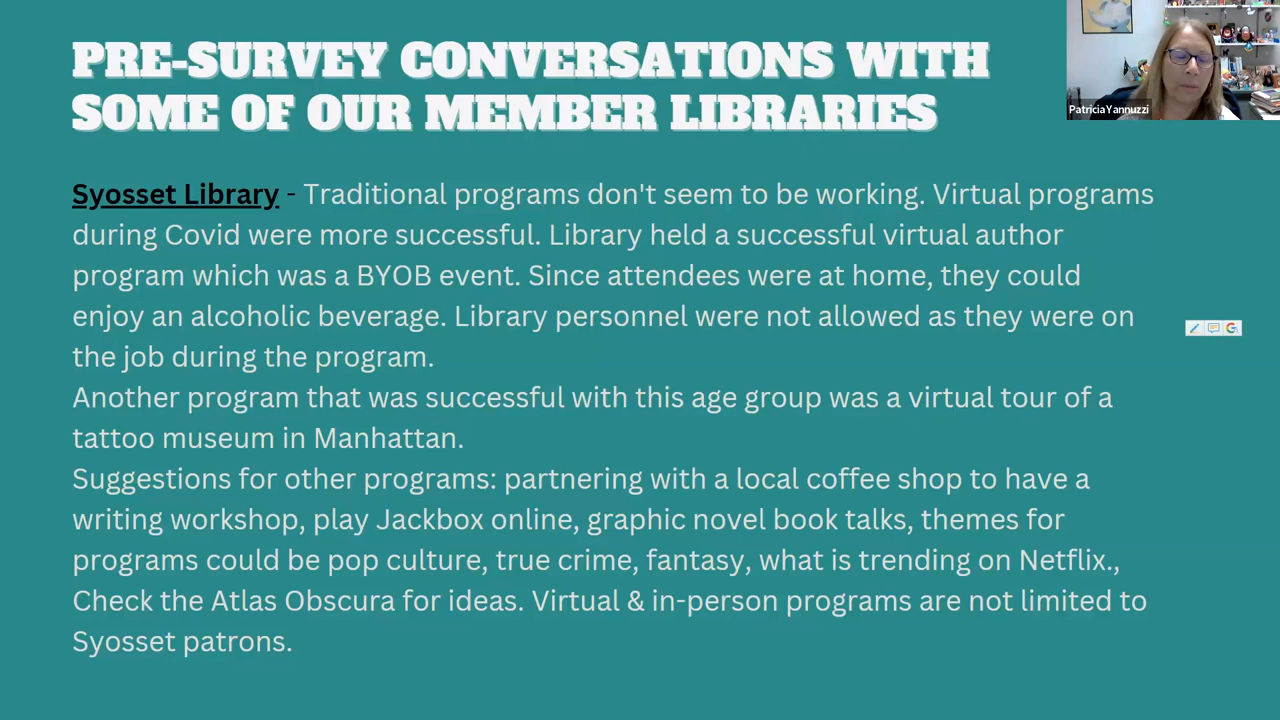 PRE-SURVEY CONVERSATIONS WITH
SOME OF OUR MEMBER LIBRARIES
Patricia Yannuzzi
Syosset Library - Traditional programs don't seem to be working. Virtual programs
during Covid were more successful. Library held a successful virtual author
program which was a BYOB event. Since attendees were at home, they could
enjoy an alcoholic beverage. Library personnel were not allowed as they were on
the job during the program.
Another program that was successful with this age group was a virtual tour of a
tattoo museum in Manhattan.
Suggestions for other programs: partnering with a local coffee shop to have a
writing workshop, play Jackbox online, graphic novel book talks, themes for
programs could be pop culture, true crime, fantasy, what is trending on Netflix.,
Check the Atlas Obscura for ideas. Virtual & in-person programs are not limited to
Syosset patrons.